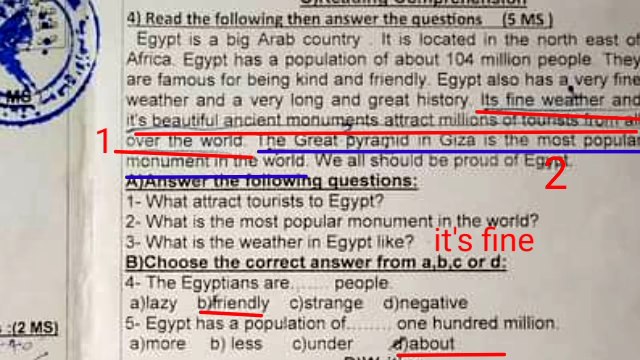 4) Read the following then answer the questions (5 MS )
Egypt is a big Arab country . It is located in the north east of
Africa. Egypt has a population of about 104 million people. They
are famous for being kind and friendly. Egypt also has a very fine
weather and a very long and great history. Its fine weather and
it's beautiful ancient monuments attract millions of tourists from all
over the world. The Great pyramid in Giza is the most popular
1
monument in the world. We all should be proud of Egypt.
2
A)Answer the following questions:
1- What attract tourists to Egypt?
2- What is the most popular monument in the world?
3- What is the weather in Egypt like? it's fine
B)Choose the correct answer from a,b,c or d:
4- The Egyptians are........ people.
a)lazy b)friendly c)strange d)negative
:(2 MS)
5- Egypt has a population of......... one hundred million.
a)more b) less c)under d)about